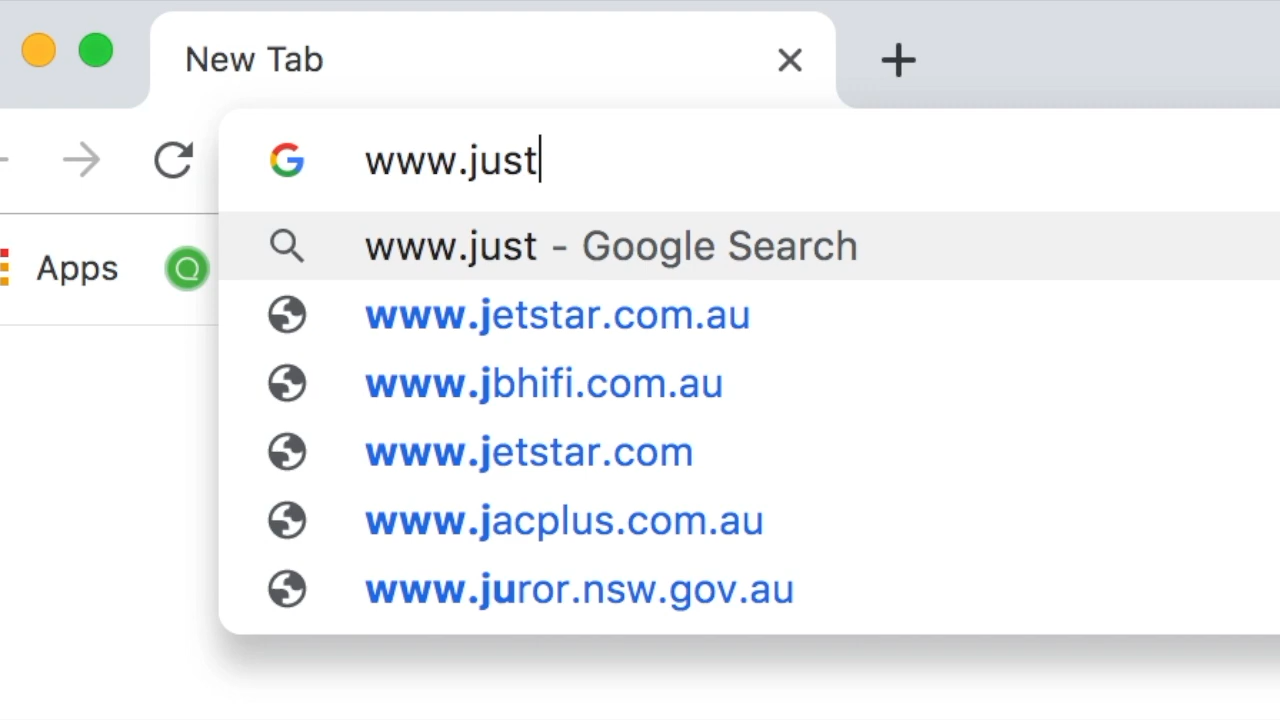 New Tab
www.just
Apps
www.just - Google Search
www.jetstar.com.au
www.jbhifi.com.au
www.jetstar.com
www.jacplus.com.au
www.juror.nsw.gov.au